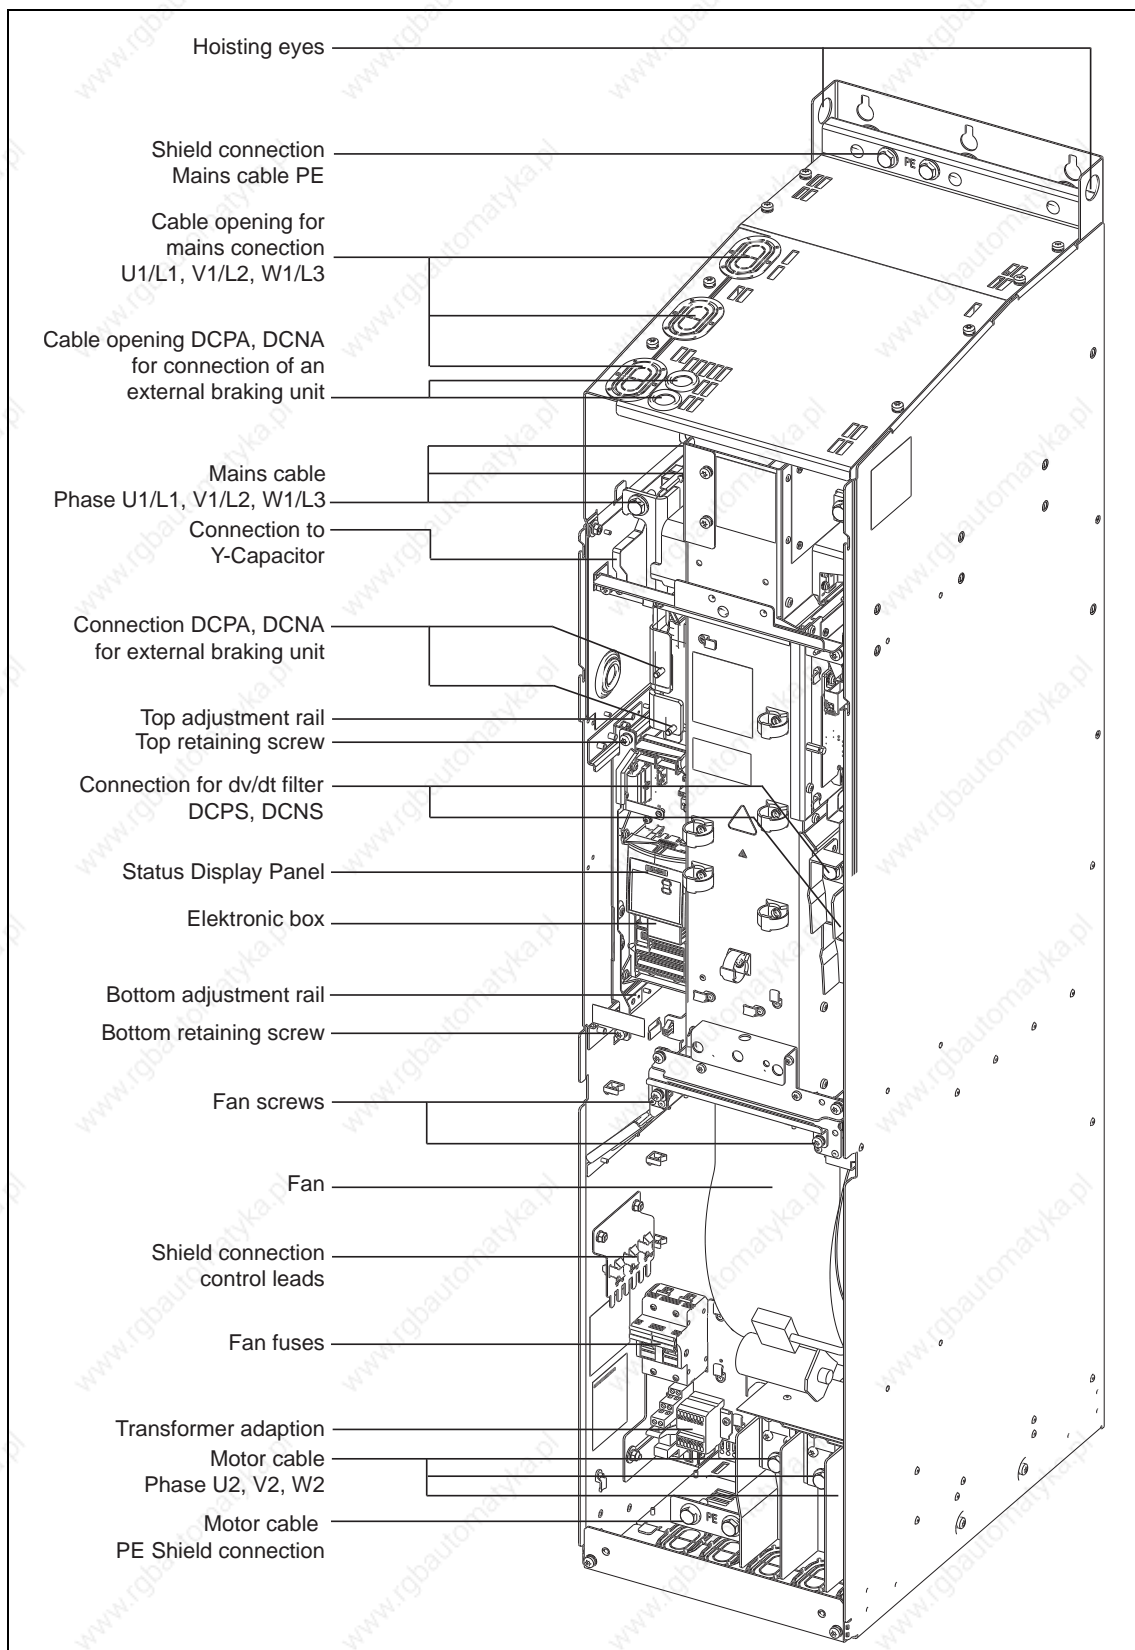 Hoisting eyes
Shield connection
Mains cable PE
Cable opening for
mains conection
U1/L1, V1/L2, W1/L3
Cable opening DCPA, DCNA
for connection of an
external braking unit
Mains cable
Phase U1/L1, V1/L2, W1/L3
Connection to
Y-Capacitor
Connection DCPA, DCNA
for external braking unit
Top adjustment rail
Top retaining screw
Connection for dv/dt filter
DCPS, DCNS
Status Display Panel
Elektronic box
Bottom adjustment rail
Bottom retaining screw
Fan screws
Fan
Shield connection
control leads
Fan fuses
Transformer adaption
Motor cable
Phase U2, V2, W2
Motor cable
PE Shield connection
PE
PE
www.rgbautomatyka.pl